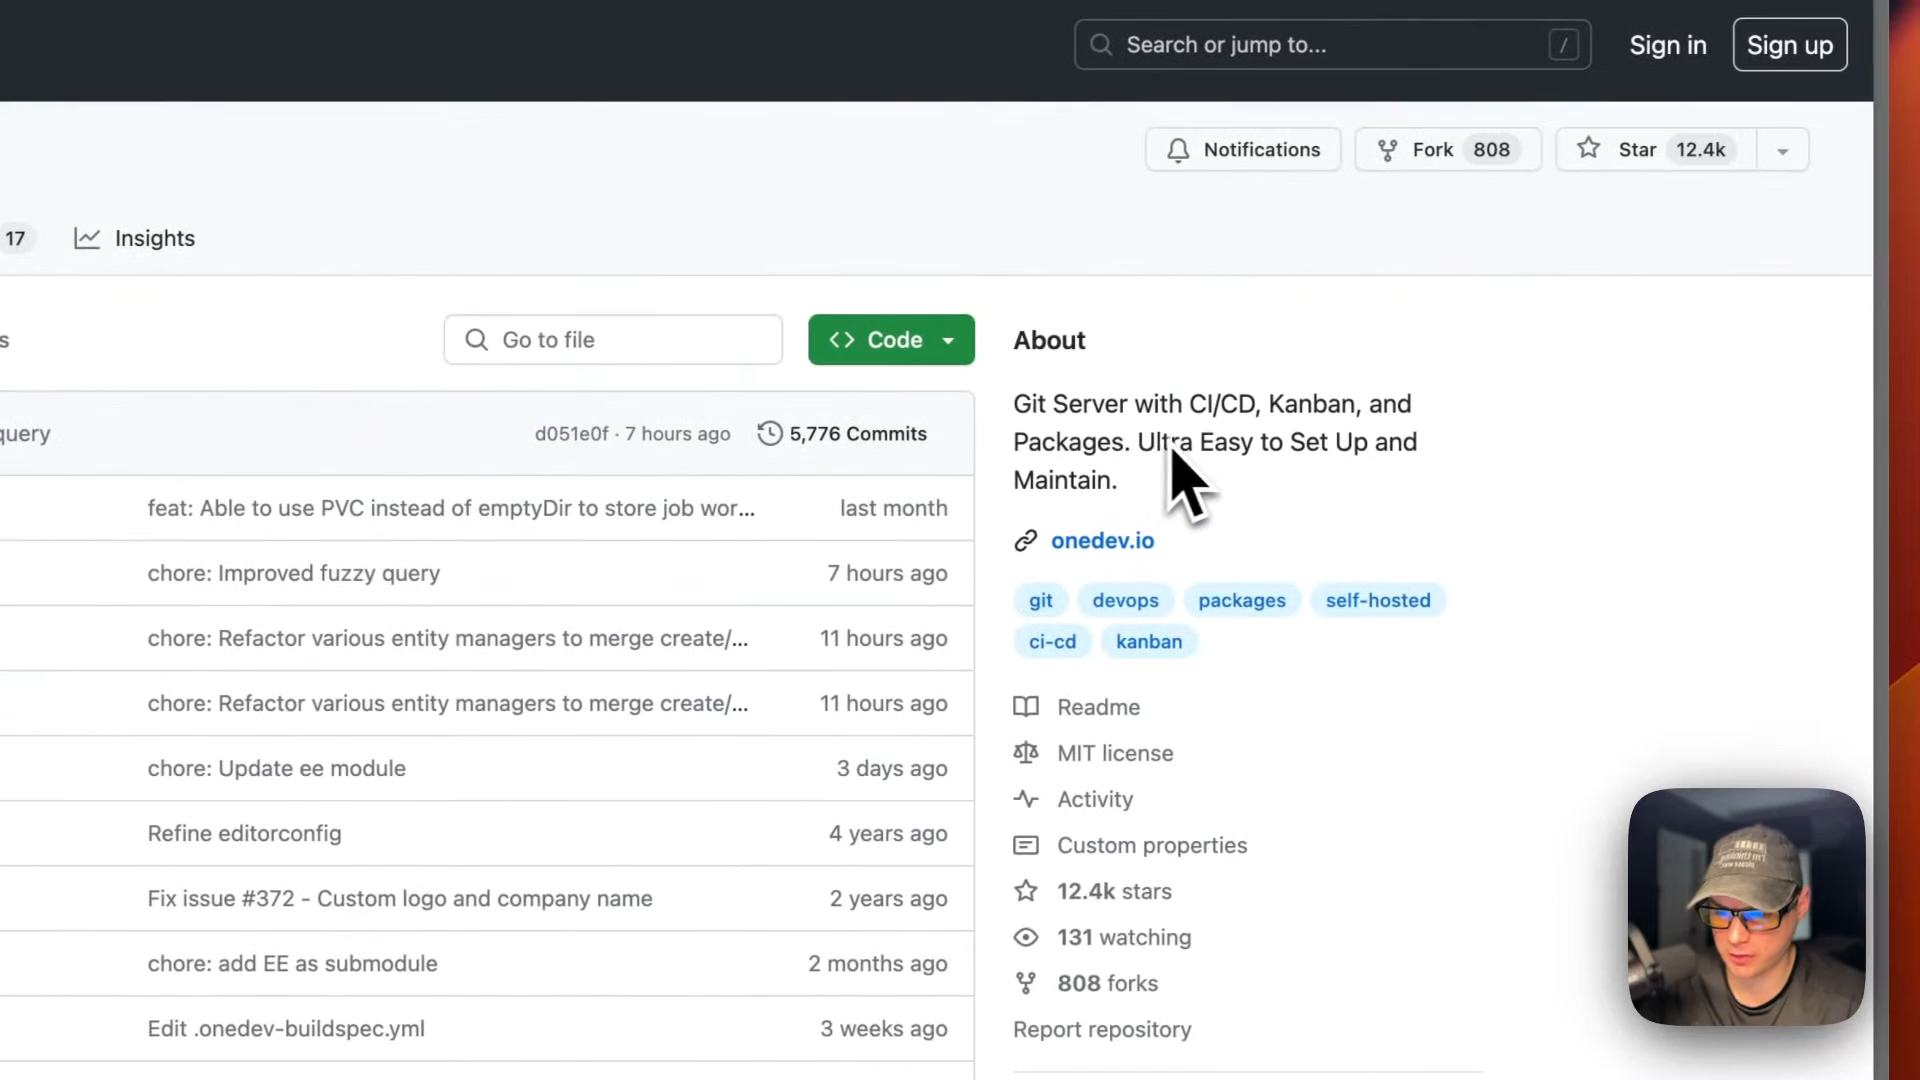 Search or jump to... /
Sign in
Sign up
Notifications
Fork 808
Star 12.4k
17
Insights
s
Go to file
Code
About
Git Server with CI/CD, Kanban, and
Packages. Ultra Easy to Set Up and
Maintain.
query
d051e0f · 7 hours ago
5,776 Commits
feat: Able to use PVC instead of emptyDir to store job wor... last month
onedev.io
chore: Improved fuzzy query 7 hours ago
git devops packages self-hosted
chore: Refactor various entity managers to merge create/... 11 hours ago
ci-cd kanban
chore: Refactor various entity managers to merge create/... 11 hours ago
Readme
MIT license
chore: Update ee module 3 days ago
Activity
Refine editorconfig 4 years ago
Custom properties
Fix issue #372 - Custom logo and company name 2 years ago
12.4k stars
131 watching
chore: add EE as submodule 2 months ago
808 forks
Edit .onedev-buildspec.yml 3 weeks ago
Report repository